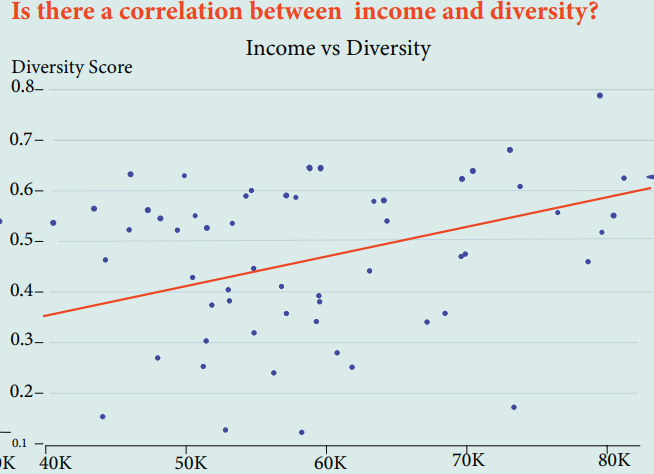 Is there a correlation between income and diversity?
Income vs Diversity
Diversity Score
0.8
0.7
0.6
0.5
0.4
0.3
0.2
0.1
0K 40K 50K 60K 70K 80K